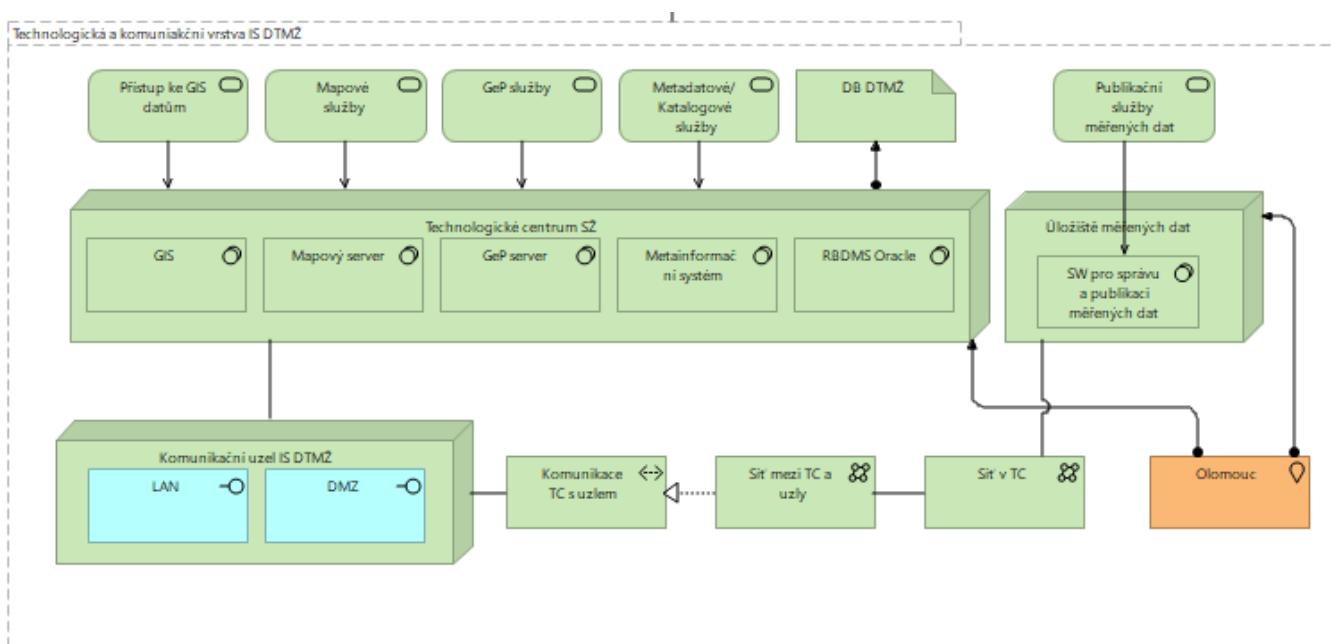 Technologická a komuniakční vrstva IS DTMŽ
Přístup ke GIS
datům
Mapové
služby
GeP služby
Metadatové/
Katalogové
služby
DB DTMŽ
Publikační
služby
měřených dat
Technologické centrum SŽ
GIS
Mapový server
GeP server
Metainformač
ní systém
RBDMS Oracle
Úložiště měřených dat
SW pro správu
a publikaci
měřených dat
Komunikační uzel IS DTMŽ
LAN
DMZ
Komunikace
TC s uzlem
Síť mezi TC a
uzly
Síť v TC
Olomouc